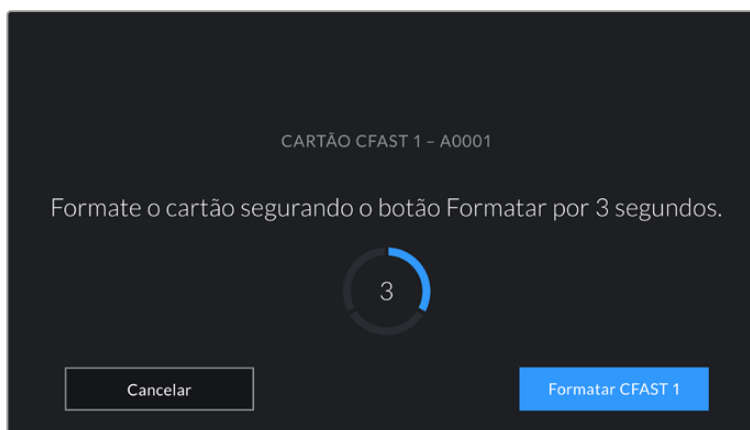 CARTÃO CFAST 1 – A0001
Formate o cartão segurando o botão Formatar por 3 segundos.
3
Cancelar
Formatar CFAST 1